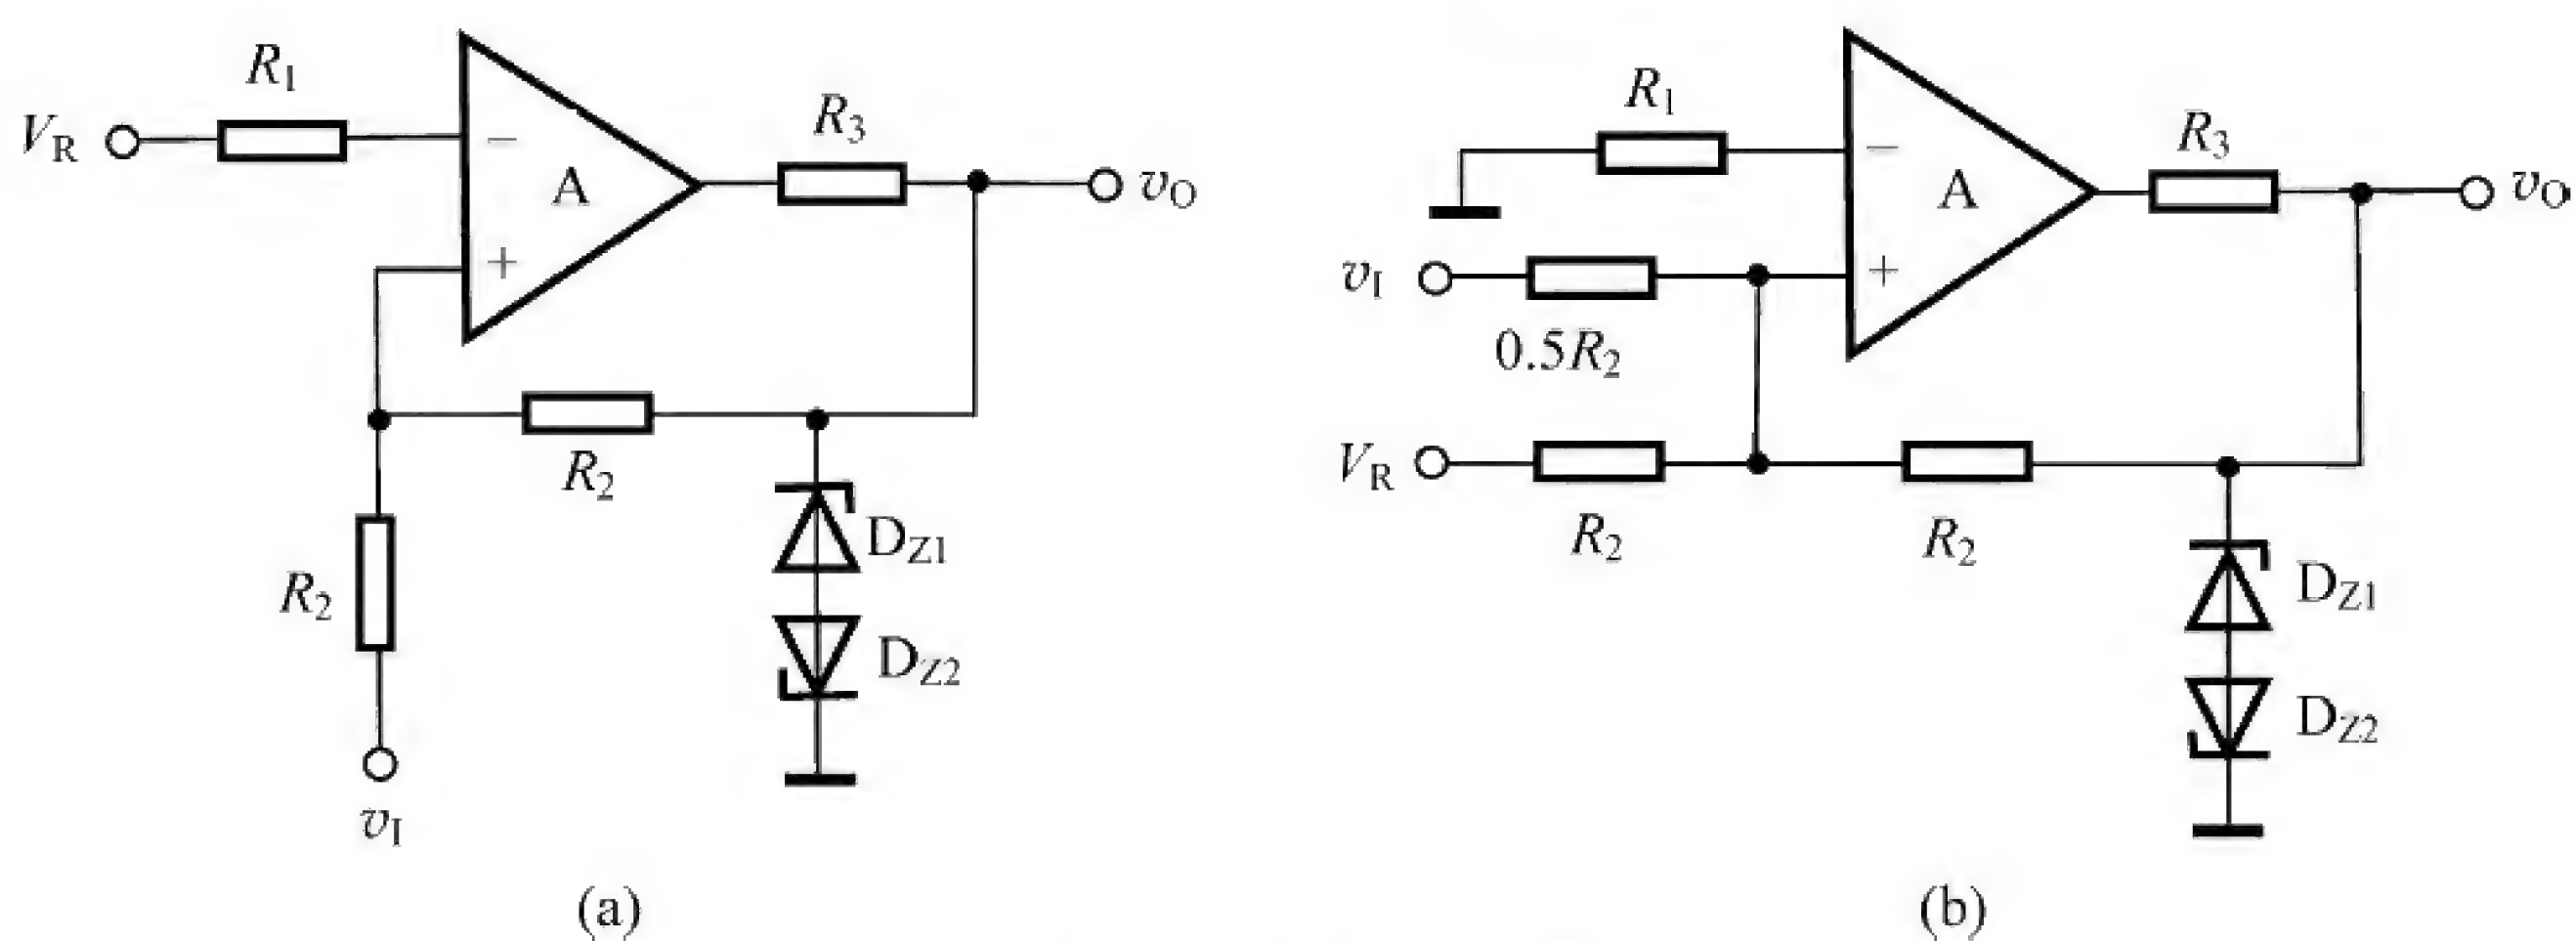 R1
VR
R3
−
A
+
vO
R2
DZ1
R2
DZ2
vI
(a)
R1
R3
−
A
vO
vI
+
0.5R2
VR
R2
R2
DZ1
DZ2
(b)